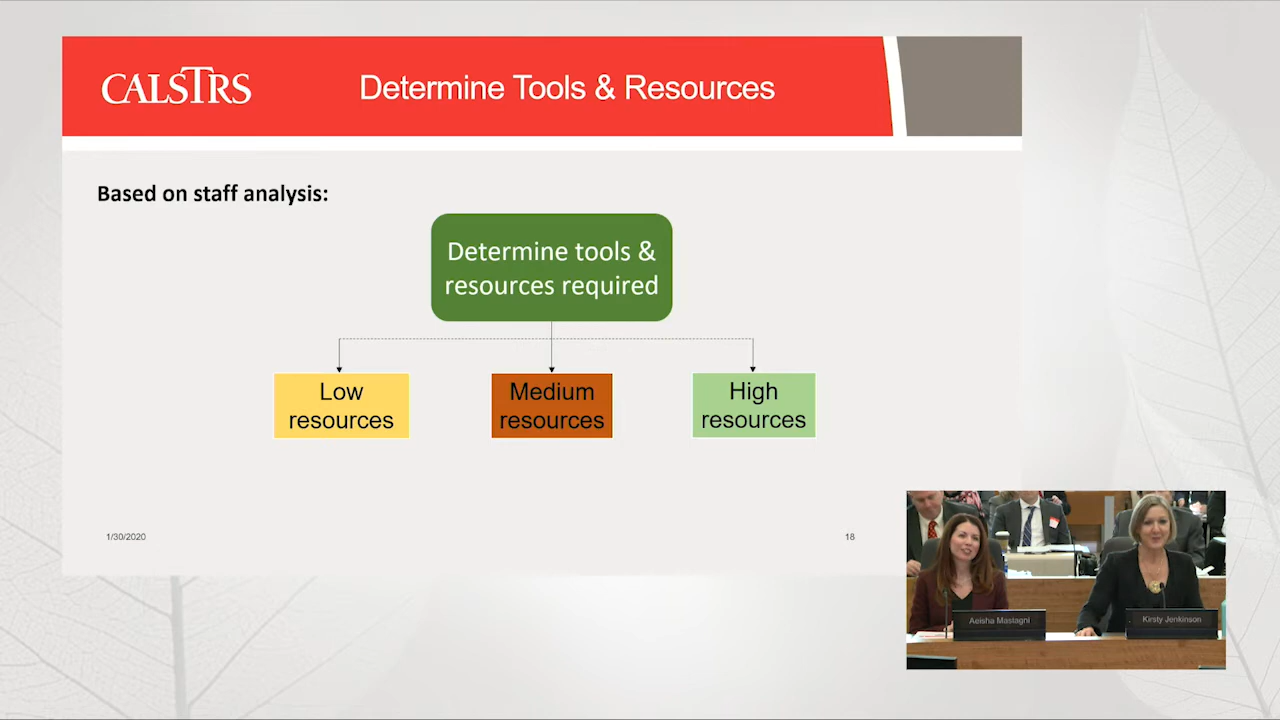 CALSTRS
Determine Tools & Resources
Based on staff analysis:
Determine tools &
resources required
Low
resources
Medium
resources
High
resources
1/30/2020
18
Aeisha Mastagni
Kirsty Jenkinson